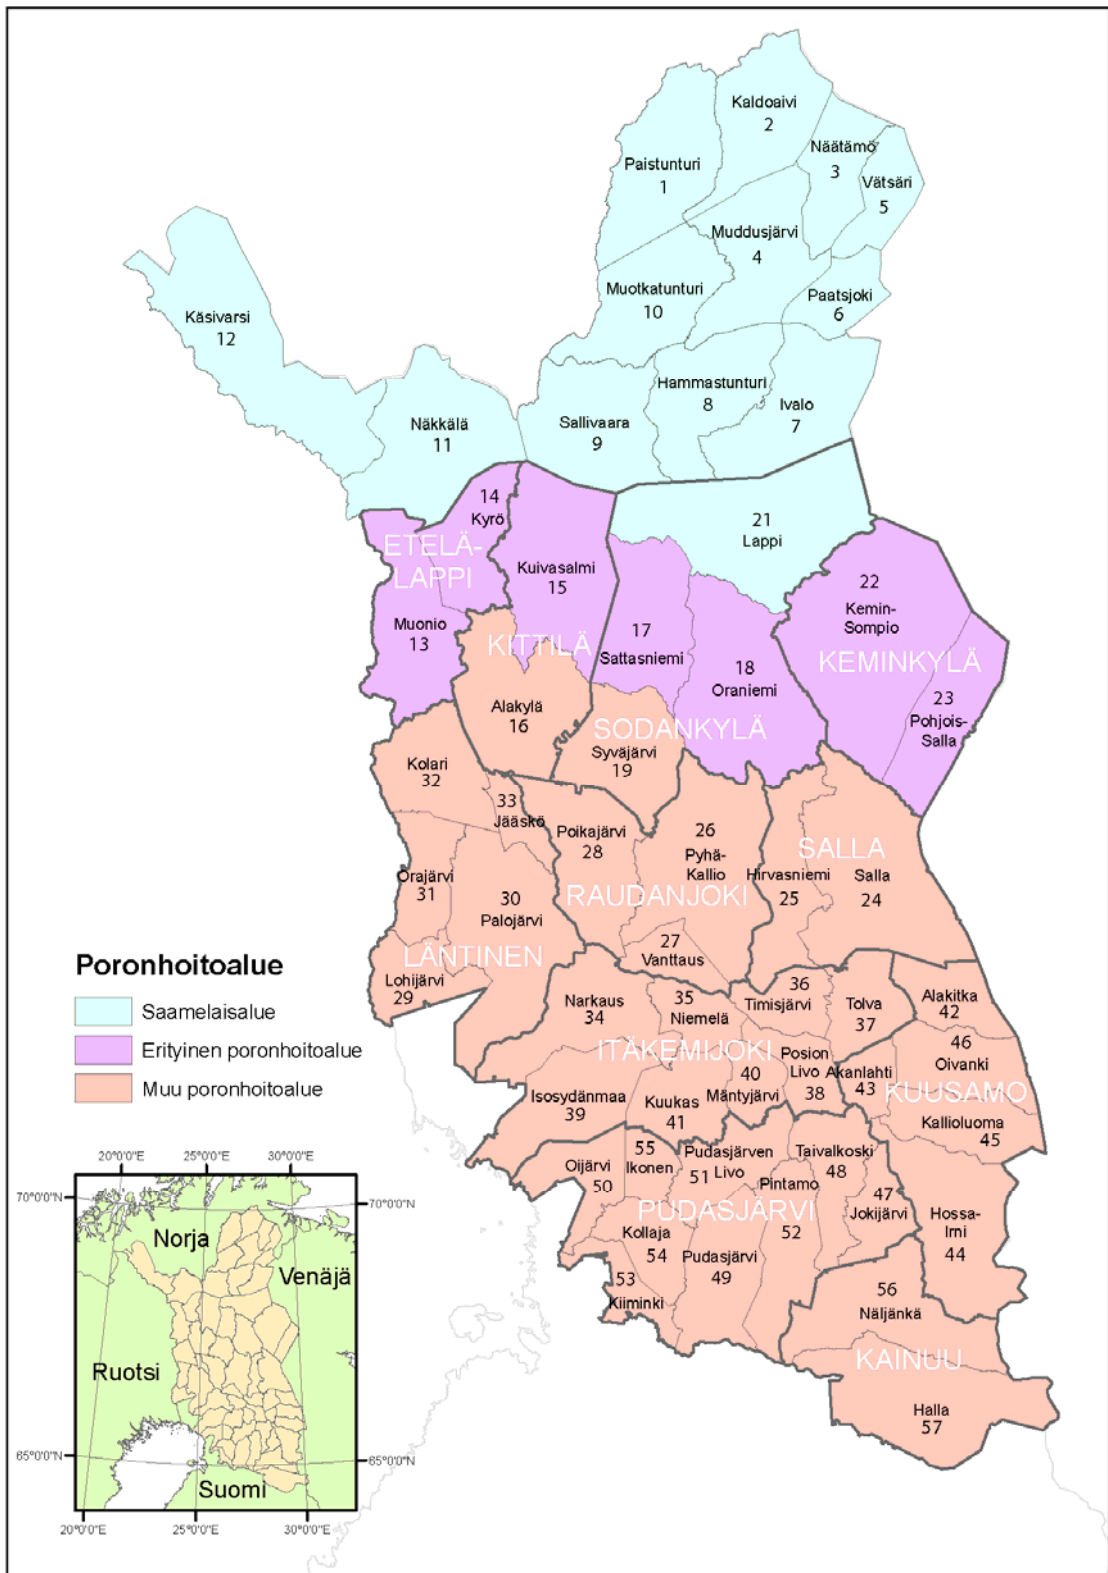 Kaldoaivi
2
Näätämö
3
Paistunturi
1
Vätsäri
5
Muddusjärvi
4
Muotkatunturi
10
Paatsjoki
6
Käsivarsi
12
Hammastunturi
8
Ivalo
7
Näkkälä
11
Sallivaara
9
14
Kyrö
21
Lappi
ETELÄ-
LAPPI
Kuivasalmi
15
22
Kemin-
Sompio
Muonio
13
KITTILÄ
17
Sattasniemi
18
Oraniemi
KEMINKYLÄ
23
Pohjois-
Salla
Alakylä
16
SODANKYLÄ
Syväjärvi
19
Kolari
32
33
Jääskö
Poikajärvi
28
26
Pyhä-
Kallio
SALLA
Hirvasniemi
25
Salla
24
Orajärvi
31
30
Palojärvi
RAUDANJOKI
27
Vanttaus
LÄNTINEN
Lohijärvi
29
Poronhoitoalue
Saamelaisalue
Erityinen poronhoitoalue
Muu poronhoitoalue
Narkaus
34
35
Niemelä
36
Timisjärvi
Tolva
37
Alakitka
42
46
Oivanki
ITÄKEMIJOKI
40
Mäntyjärvi
Posion
Livo
38
Akanlahti
43
KUUSAMO
Isosydänmaa
39
Kuukas
41
Kallioluoma
45
Oijärvi
50
55
Ikonen
Pudasjärven
Livo
51
Taivalkoski
48
Pintamo
52
47
Jokijärvi
Hossa-
Irni
44
PUDASJÄRVI
Kollaja
54
Pudasjärvi
49
53
Kiiminki
56
Näljänkä
KAINUU
Halla
57
20°0'0"E
25°0'0"E
30°0'0"E
70°0'0"N
70°0'0"N
Norja
Venäjä
Ruotsi
65°0'0"N
65°0'0"N
Suomi
20°0'0"E
25°0'0"E
30°0'0"E